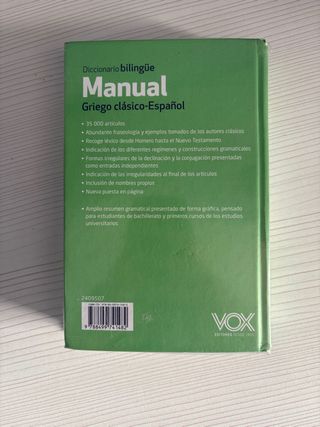 Diccionario bilingüe
Manual
Griego clásico-Español
• 35 000 artículos
• Abundante fraseología y ejemplos tomados de los autores clásicos
• Recoge léxico desde Homero hasta el Nuevo Testamento
• Indicación de los diferentes regímenes y construcciones gramaticales
• Formas irregulares de la declinación y la conjugación presentadas
como entradas independientes
• Indicación de las irregularidades al final de los artículos
• Inclusión de nombres propios
• Nueva puesta en página
• Amplio resumen gramatical presentado de forma gráfica, pensado
para estudiantes de bachillerato y primeros cursos de los estudios
universitarios
2409507
9 788499 741482
VOX